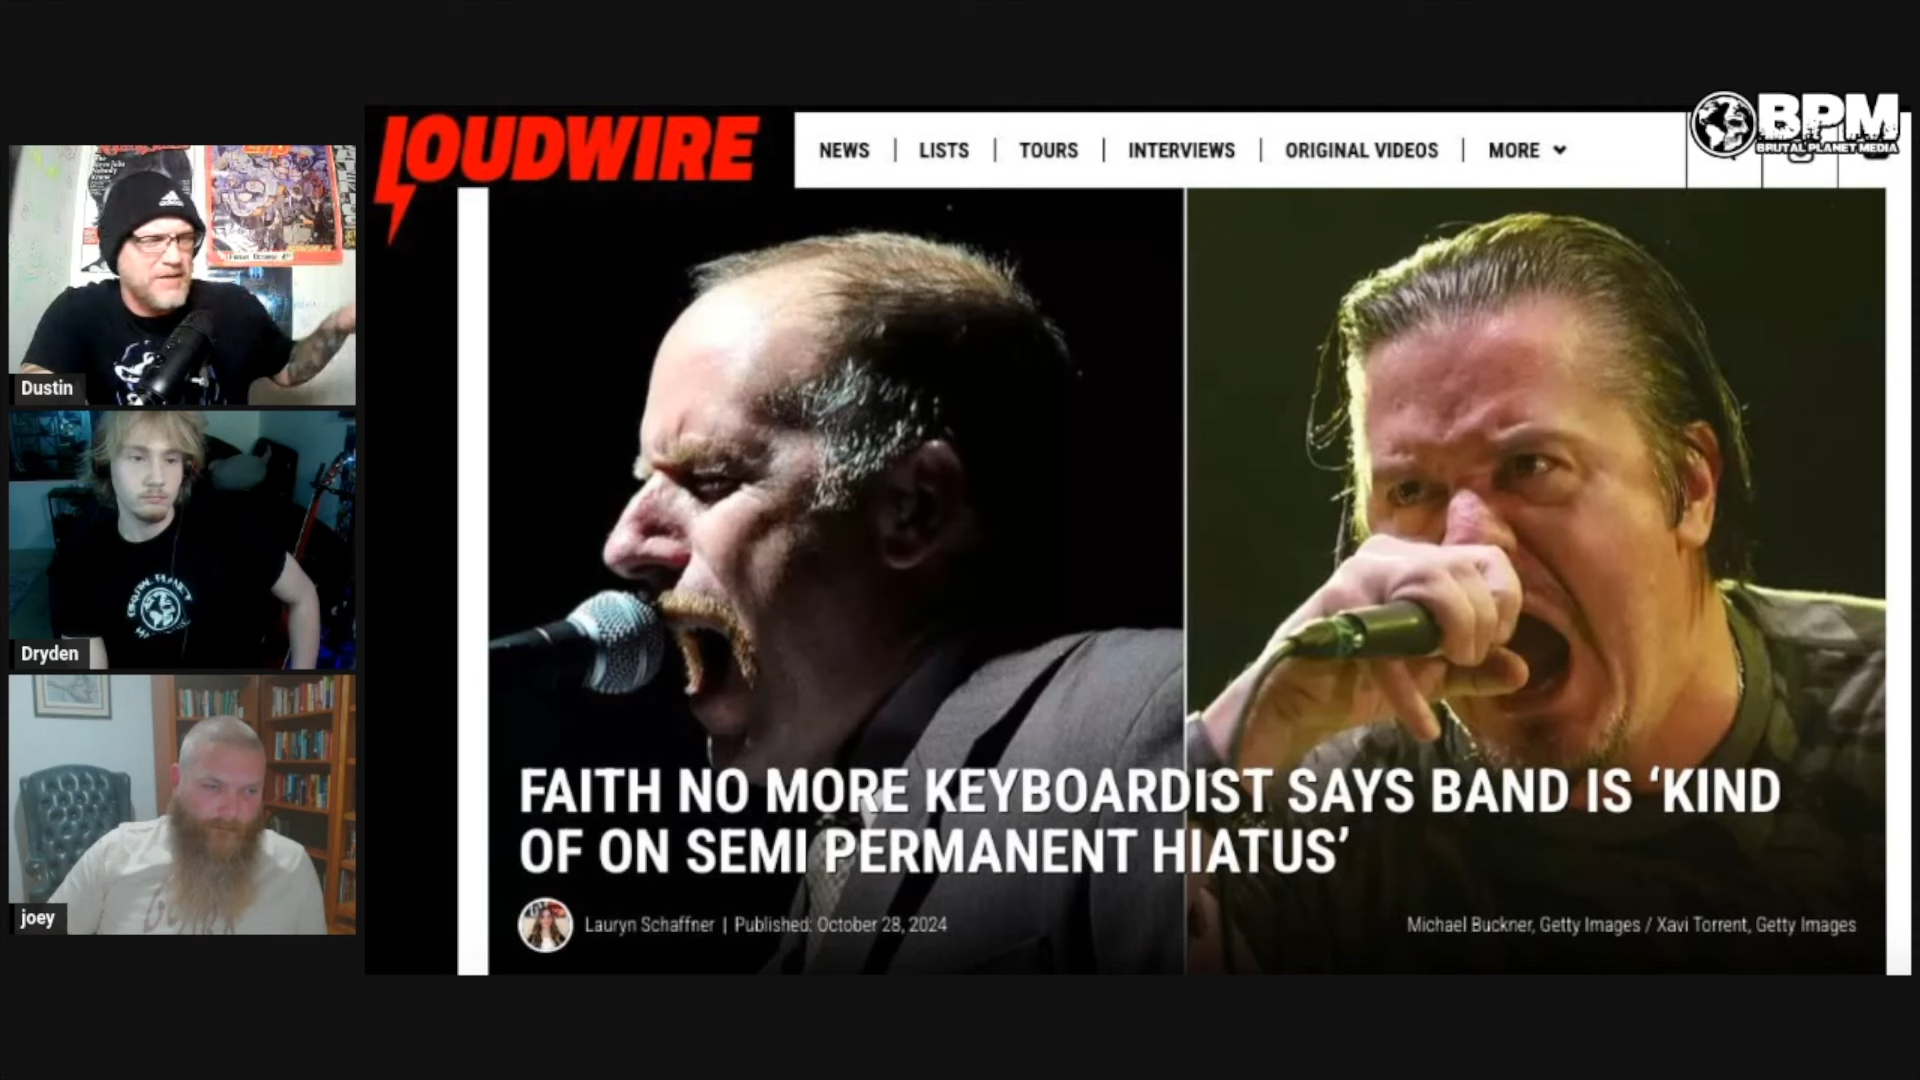 LOUDWIRE
NEWS
LISTS
TOURS
INTERVIEWS
ORIGINAL VIDEOS
MORE
BPM
BRUTAL PLANET MEDIA
Dustin
Dryden
BRUTAL PLANET
joey
FAITH NO MORE KEYBOARDIST SAYS BAND IS ‘KIND
OF ON SEMI PERMANENT HIATUS’
Lauryn Schaffner | Published: October 28, 2024
Michael Buckner, Getty Images / Xavi Torrent, Getty Images